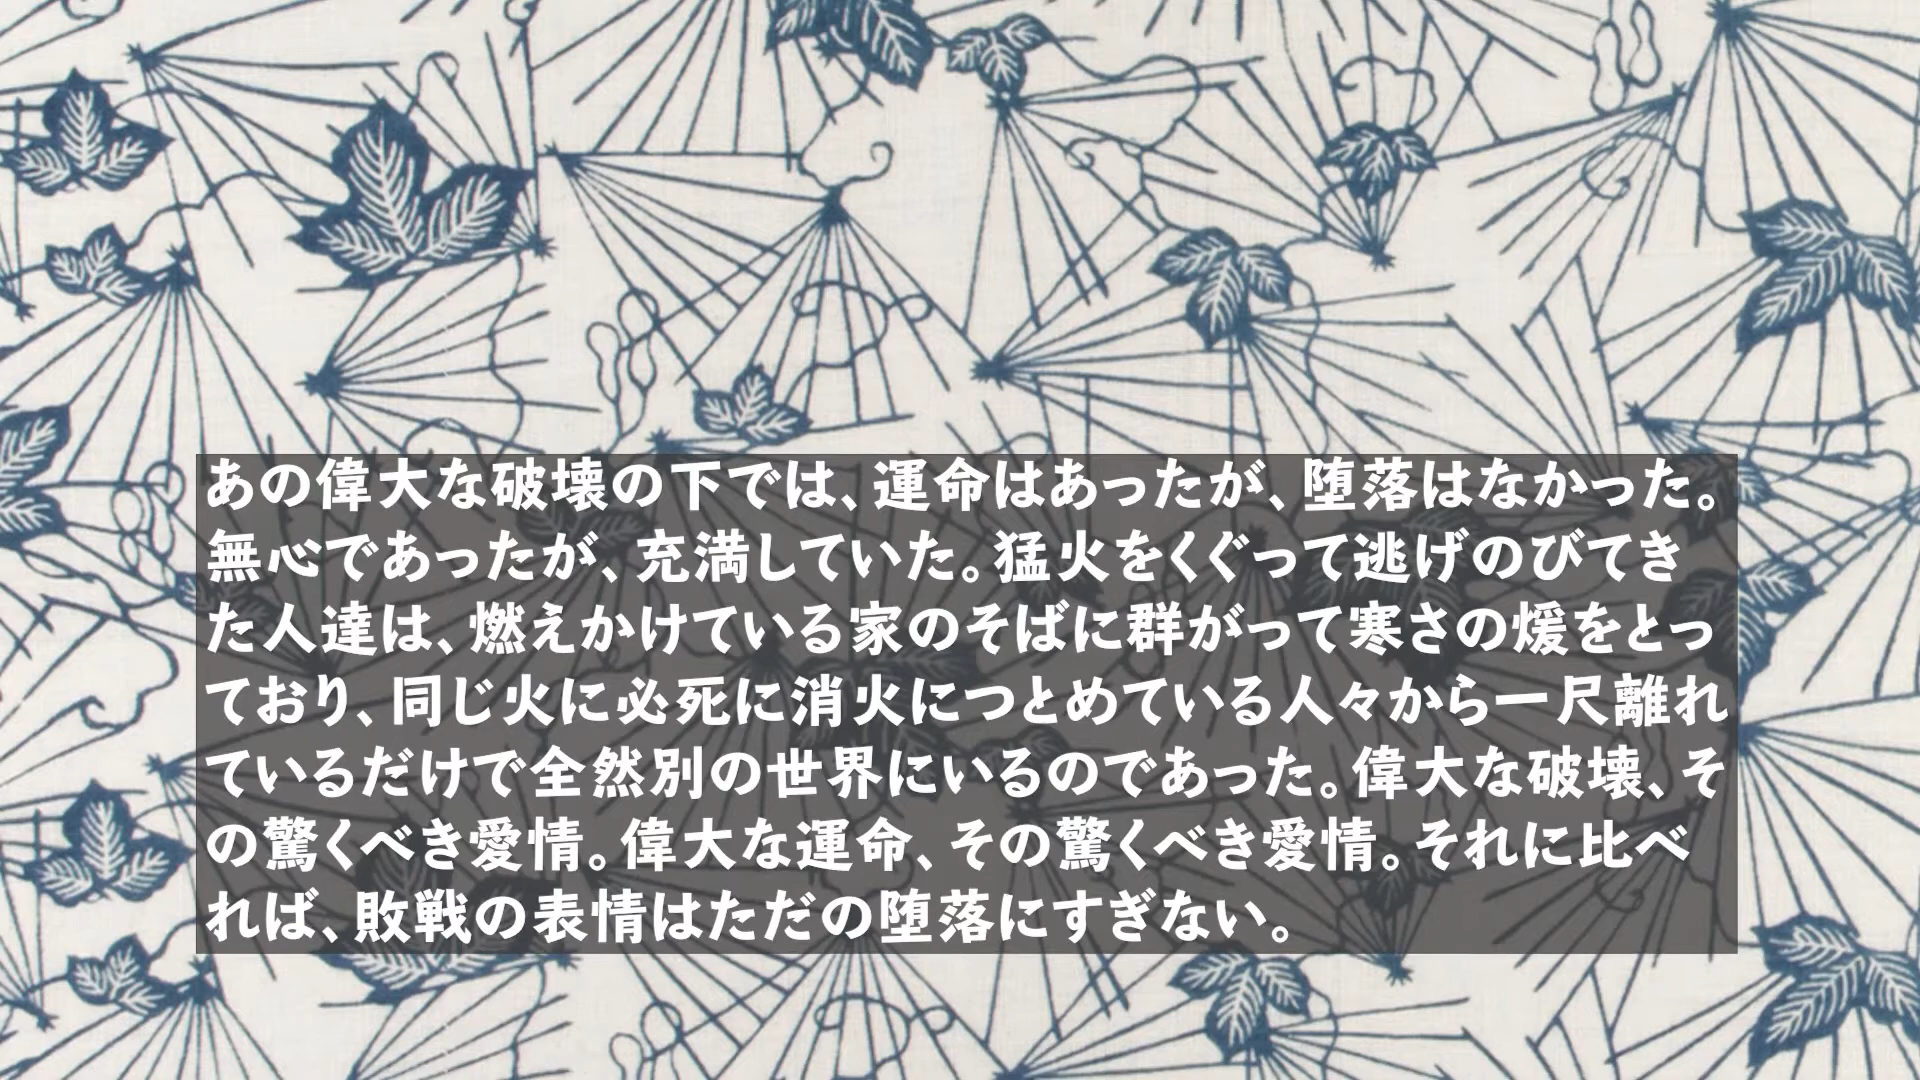 あの偉大な破壊の下では、運命はあったが、堕落はなかった。
無心であったが、充満していた。猛火をくぐって逃げのびてき
た人達は、燃えかけている家のそばに群がって寒さの煖をとっ
ており、同じ火に必死に消火につとめている人々から一尺離れ
ているだけで全然別の世界にいるのであった。偉大な破壊、そ
の驚くべき愛情。偉大な運命、その驚くべき愛情。それに比べ
れば、敗戦の表情はただの堕落にすぎない。